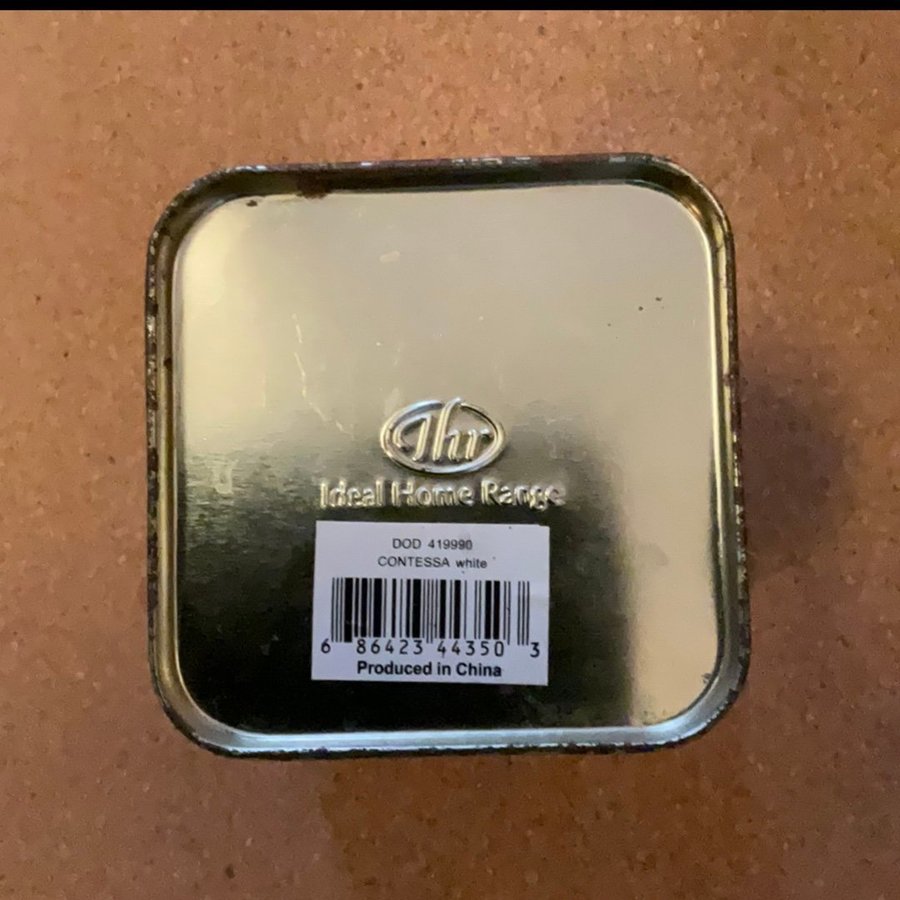 Ihr
Ideal Home Range
DOD 419990
CONTESSA white
6 86423 44350 3
Produced in China